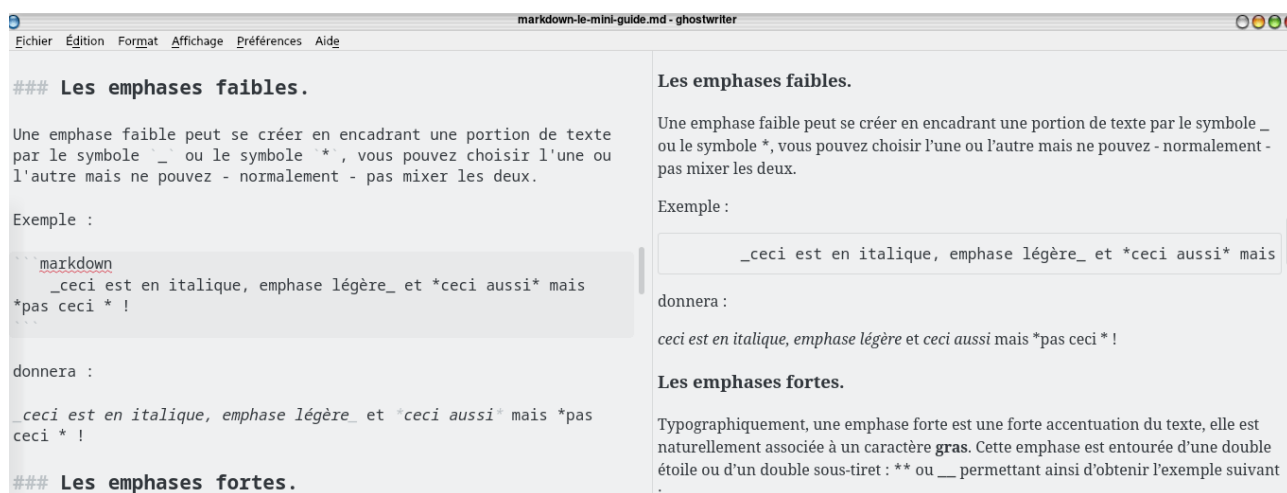 markdown-le-mini-guide.md - ghostwriter
Fichier Édition Format Affichage Préférences Aide
### Les emphases faibles.
Une emphase faible peut se créer en encadrant une portion de texte
par le symbole `_` ou le symbole `*`, vous pouvez choisir l'une ou
l'autre mais ne pouvez - normalement - pas mixer les deux.
Exemple :
```markdown
_ceci est en italique, emphase légère_ et *ceci aussi* mais
*pas ceci * !
```
donnera :
_ceci est en italique, emphase légère_ et *ceci aussi* mais *pas
ceci * !
### Les emphases fortes.
Les emphases faibles.
Une emphase faible peut se créer en encadrant une portion de texte par le symbole _
ou le symbole *, vous pouvez choisir l’une ou l’autre mais ne pouvez - normalement -
pas mixer les deux.
Exemple :
_ceci est en italique, emphase légère_ et *ceci aussi* mais
donnera :
ceci est en italique, emphase légère et ceci aussi mais *pas ceci * !
Les emphases fortes.
Typographiquement, une emphase forte est une forte accentuation du texte, elle est
naturellement associée à un caractère gras. Cette emphase est entourée d’une double
étoile ou d’un double sous-tiret : ** ou __ permettant ainsi d’obtenir l’exemple suivant
: